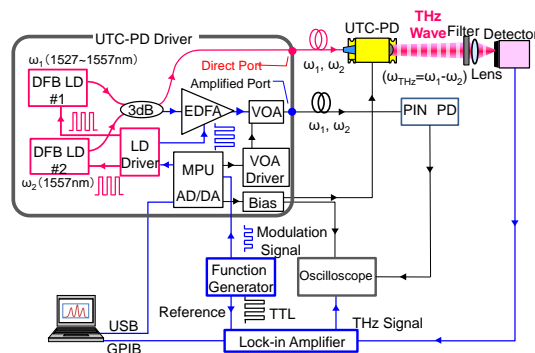 UTC-PD Driver
ω₁（1527~1557nm）
DFB LD
#1
DFB LD
#2
ω₂（1557nm）
3dB
EDFA
VOA
LD
Driver
VOA
Driver
MPU
AD/DA
Bias
Direct Port
Amplified Port
ω₁, ω₂
ω₁, ω₂
UTC-PD
THz
Wave
(ω_THz=ω₁-ω₂)
Filter
Lens
Detector
PIN PD
Modulation
Signal
Function
Generator
Oscilloscope
Reference
TTL
THz Signal
Lock-in Amplifier
USB
GPIB